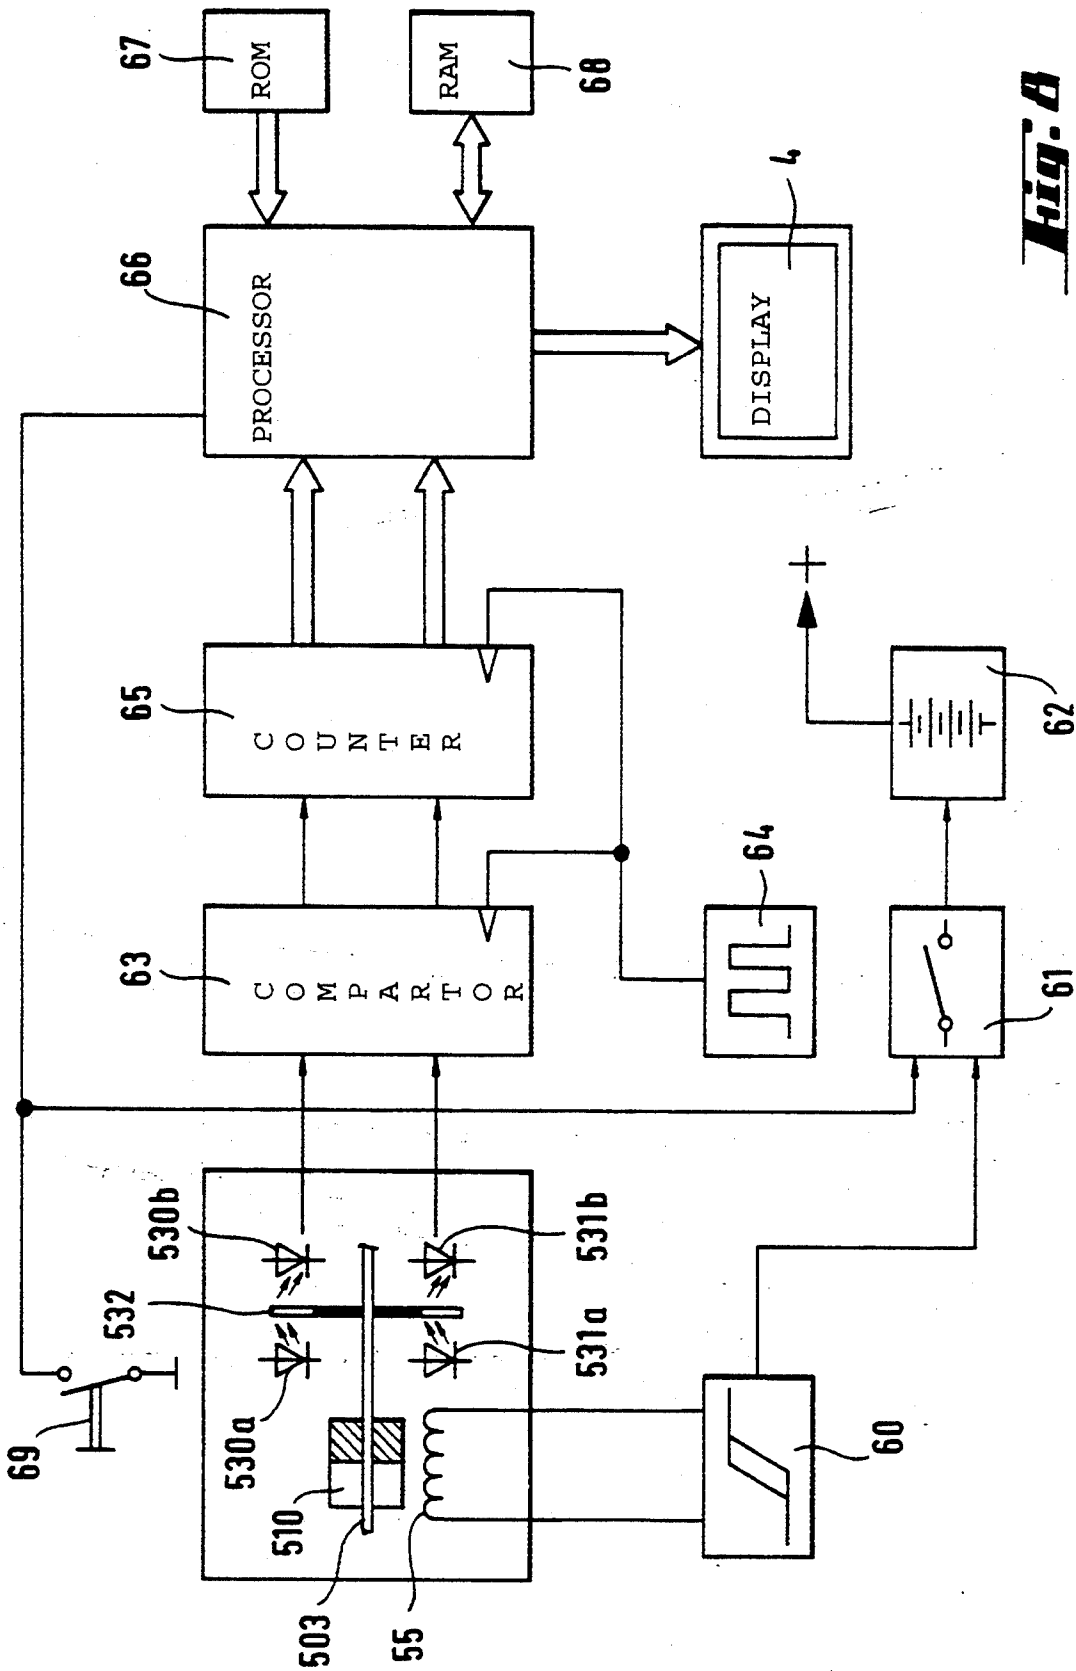 69
503
510
530a
532
530b
55
531a
531b
60
63
COMPARTOR
64
61
65
COUNTER
62
+
66
PROCESSOR
DISPLAY
4
67
ROM
RAM
68
Fig. 8